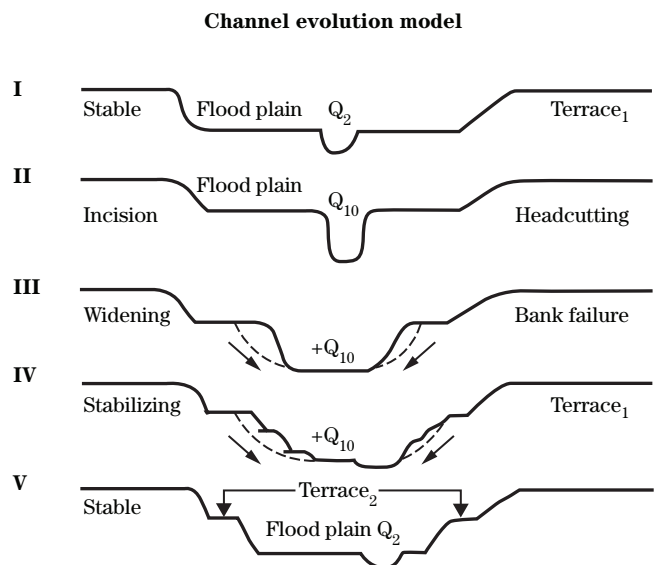 Channel evolution model
I
Stable
Flood plain
Q2
Terrace1
II
Flood plain
Q10
Incision
Headcutting
III
Widening
+Q10
Bank failure
IV
Stabilizing
+Q10
Terrace1
V
Terrace2
Stable
Flood plain Q2